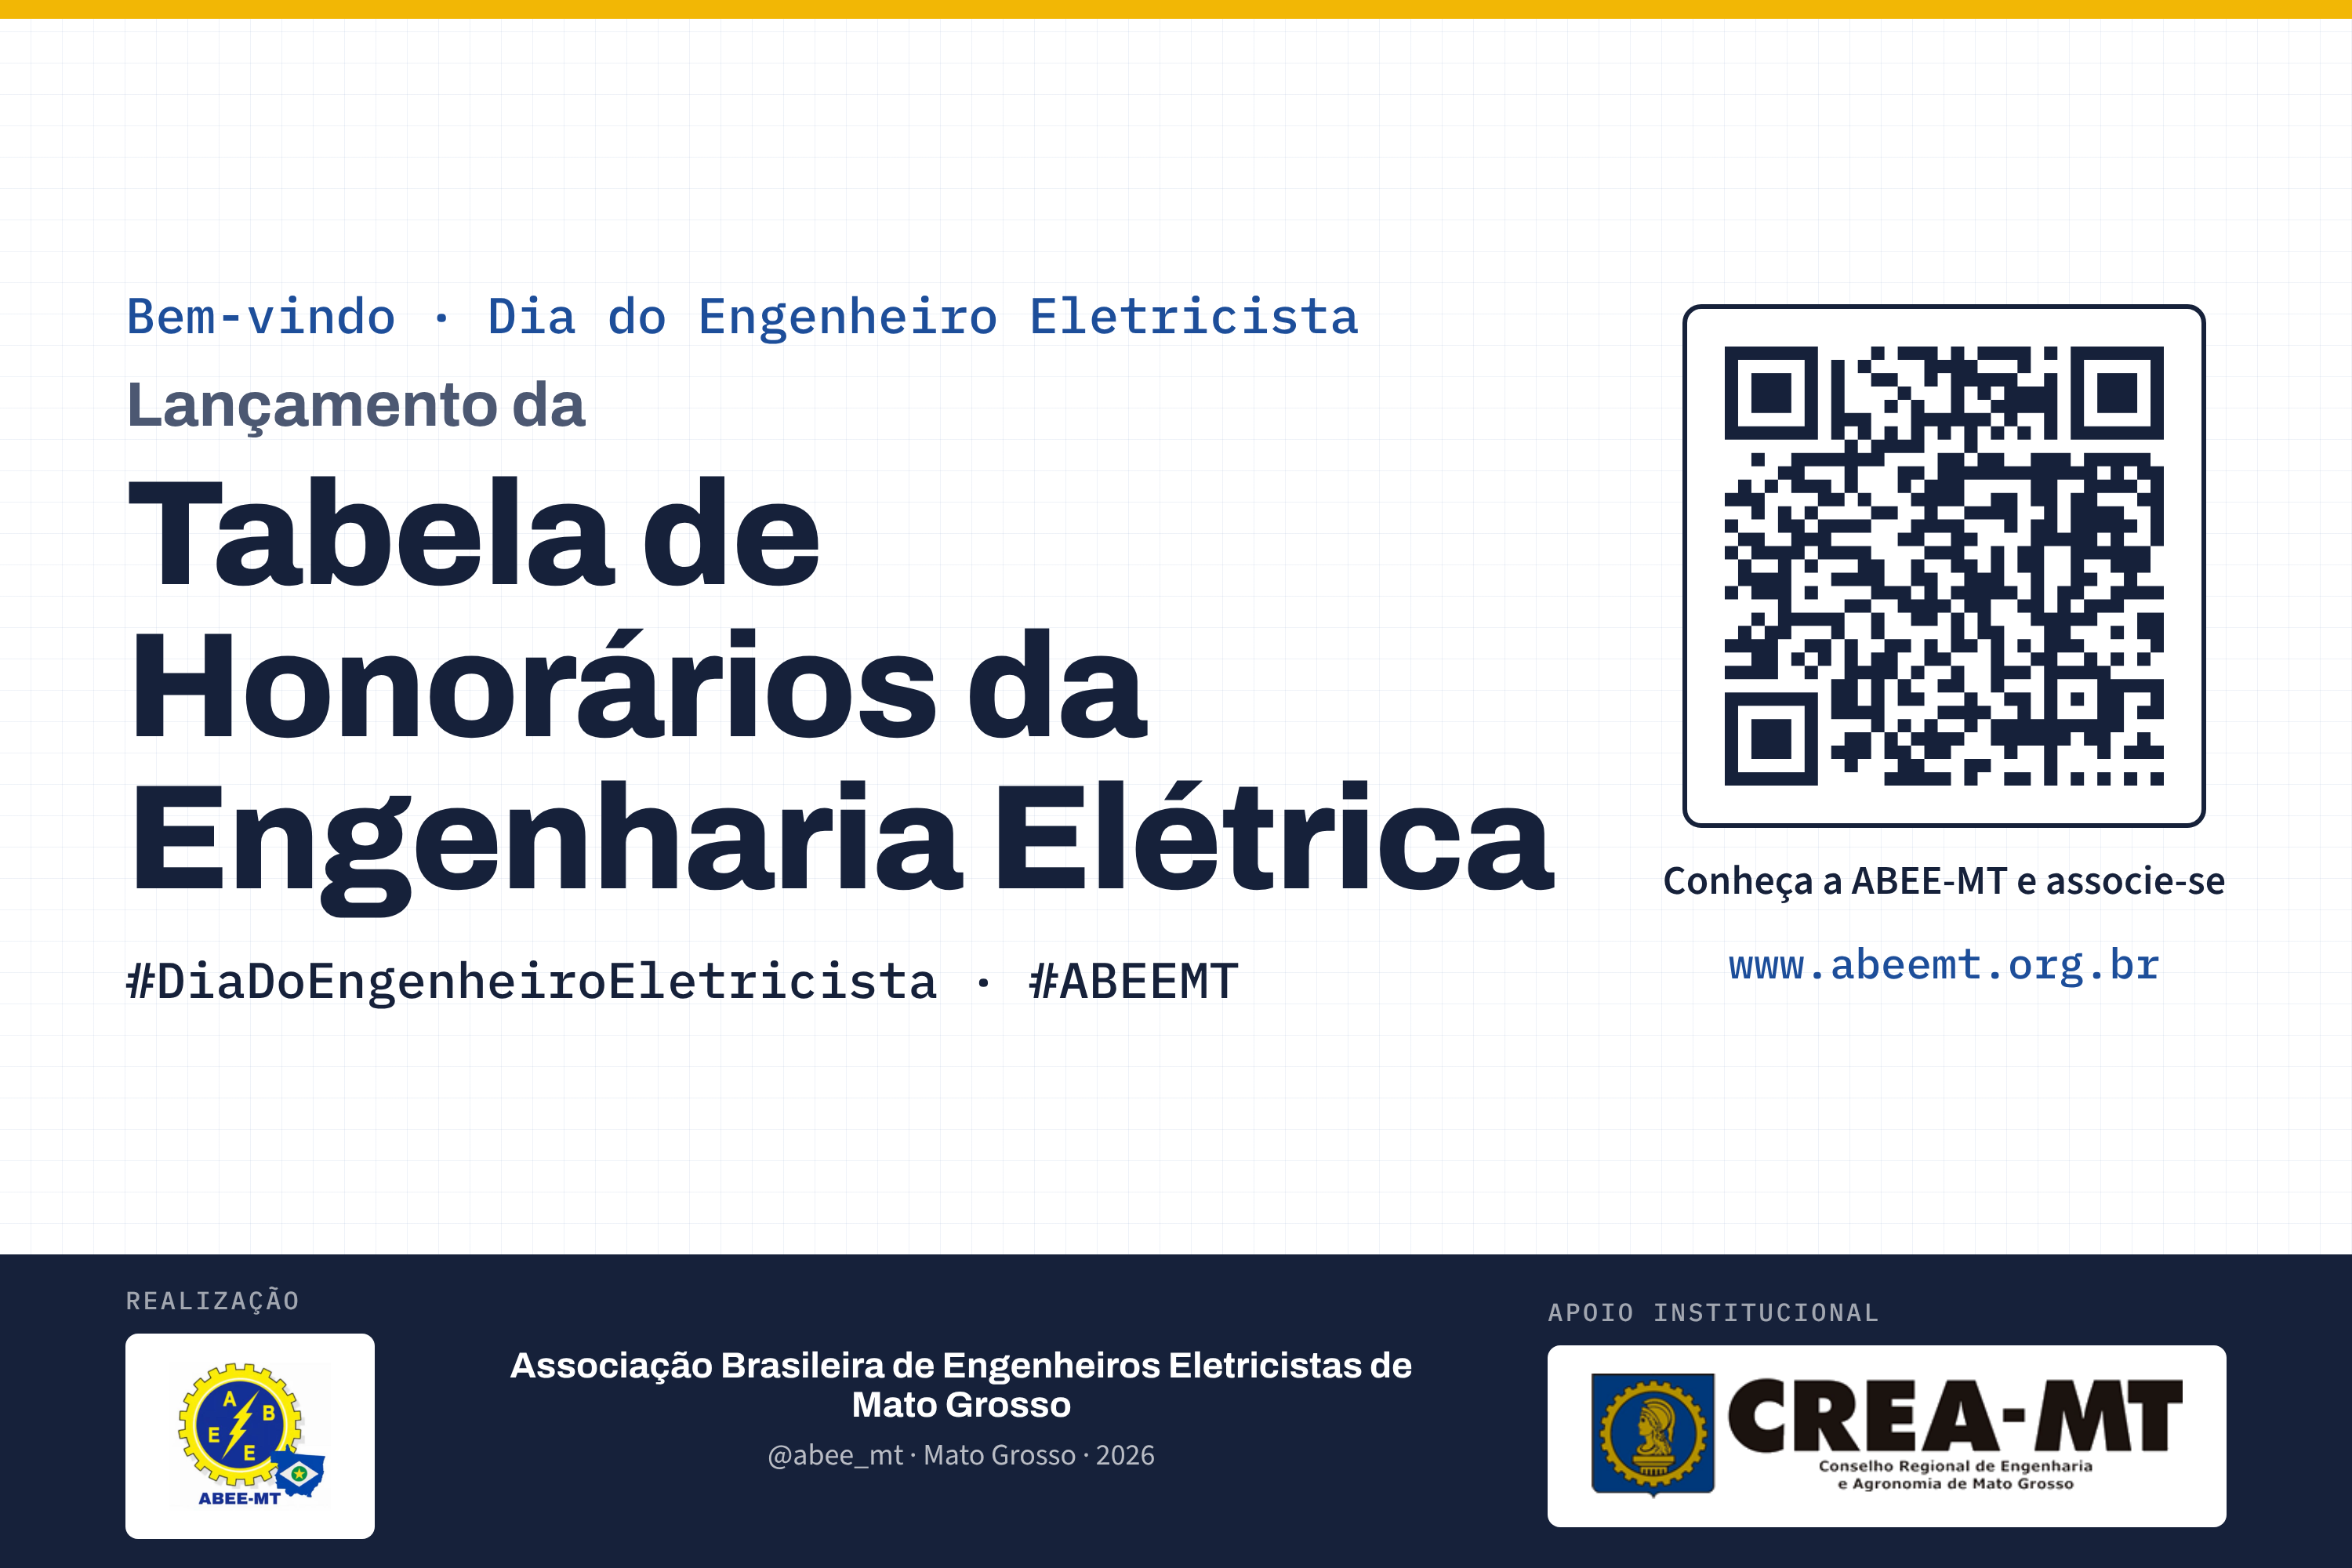 Bem-vindo · Dia do Engenheiro Eletricista
Lançamento da
Tabela de
Honorários da
Engenharia Elétrica
#DiaDoEngenheiroEletricista · #ABEEMT
Conheça a ABEE-MT e associe-se
www.abeemt.org.br
REALIZAÇÃO
A B E E
ABEE-MT
Associação Brasileira de Engenheiros Eletricistas de
Mato Grosso
@abee_mt · Mato Grosso · 2026
APOIO INSTITUCIONAL
CREA-MT
Conselho Regional de Engenharia
e Agronomia de Mato Grosso